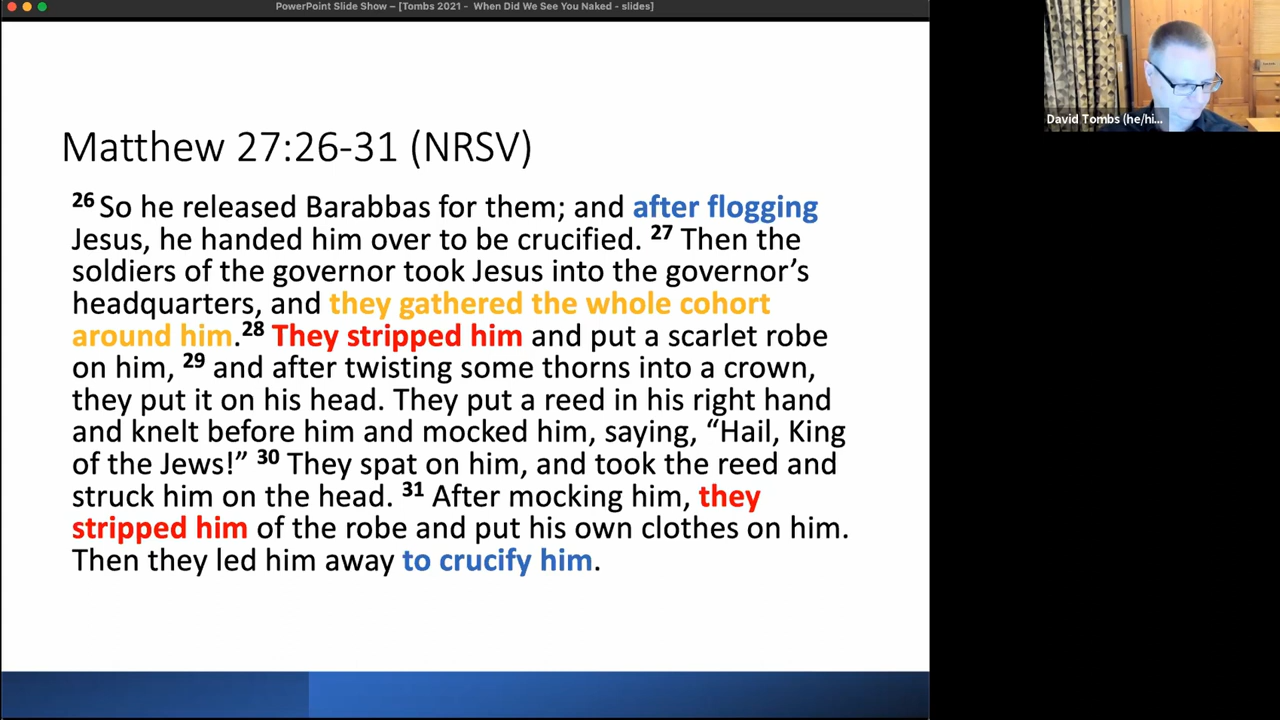 PowerPoint Slide Show – [Tombs 2021 - When Did We See You Naked - slides]
Matthew 27:26-31 (NRSV)
26 So he released Barabbas for them; and after flogging
Jesus, he handed him over to be crucified. 27 Then the
soldiers of the governor took Jesus into the governor’s
headquarters, and they gathered the whole cohort
around him.28 They stripped him and put a scarlet robe
on him, 29 and after twisting some thorns into a crown,
they put it on his head. They put a reed in his right hand
and knelt before him and mocked him, saying, “Hail, King
of the Jews!” 30 They spat on him, and took the reed and
struck him on the head. 31 After mocking him, they
stripped him of the robe and put his own clothes on him.
Then they led him away to crucify him.
David Tombs (he/hi...